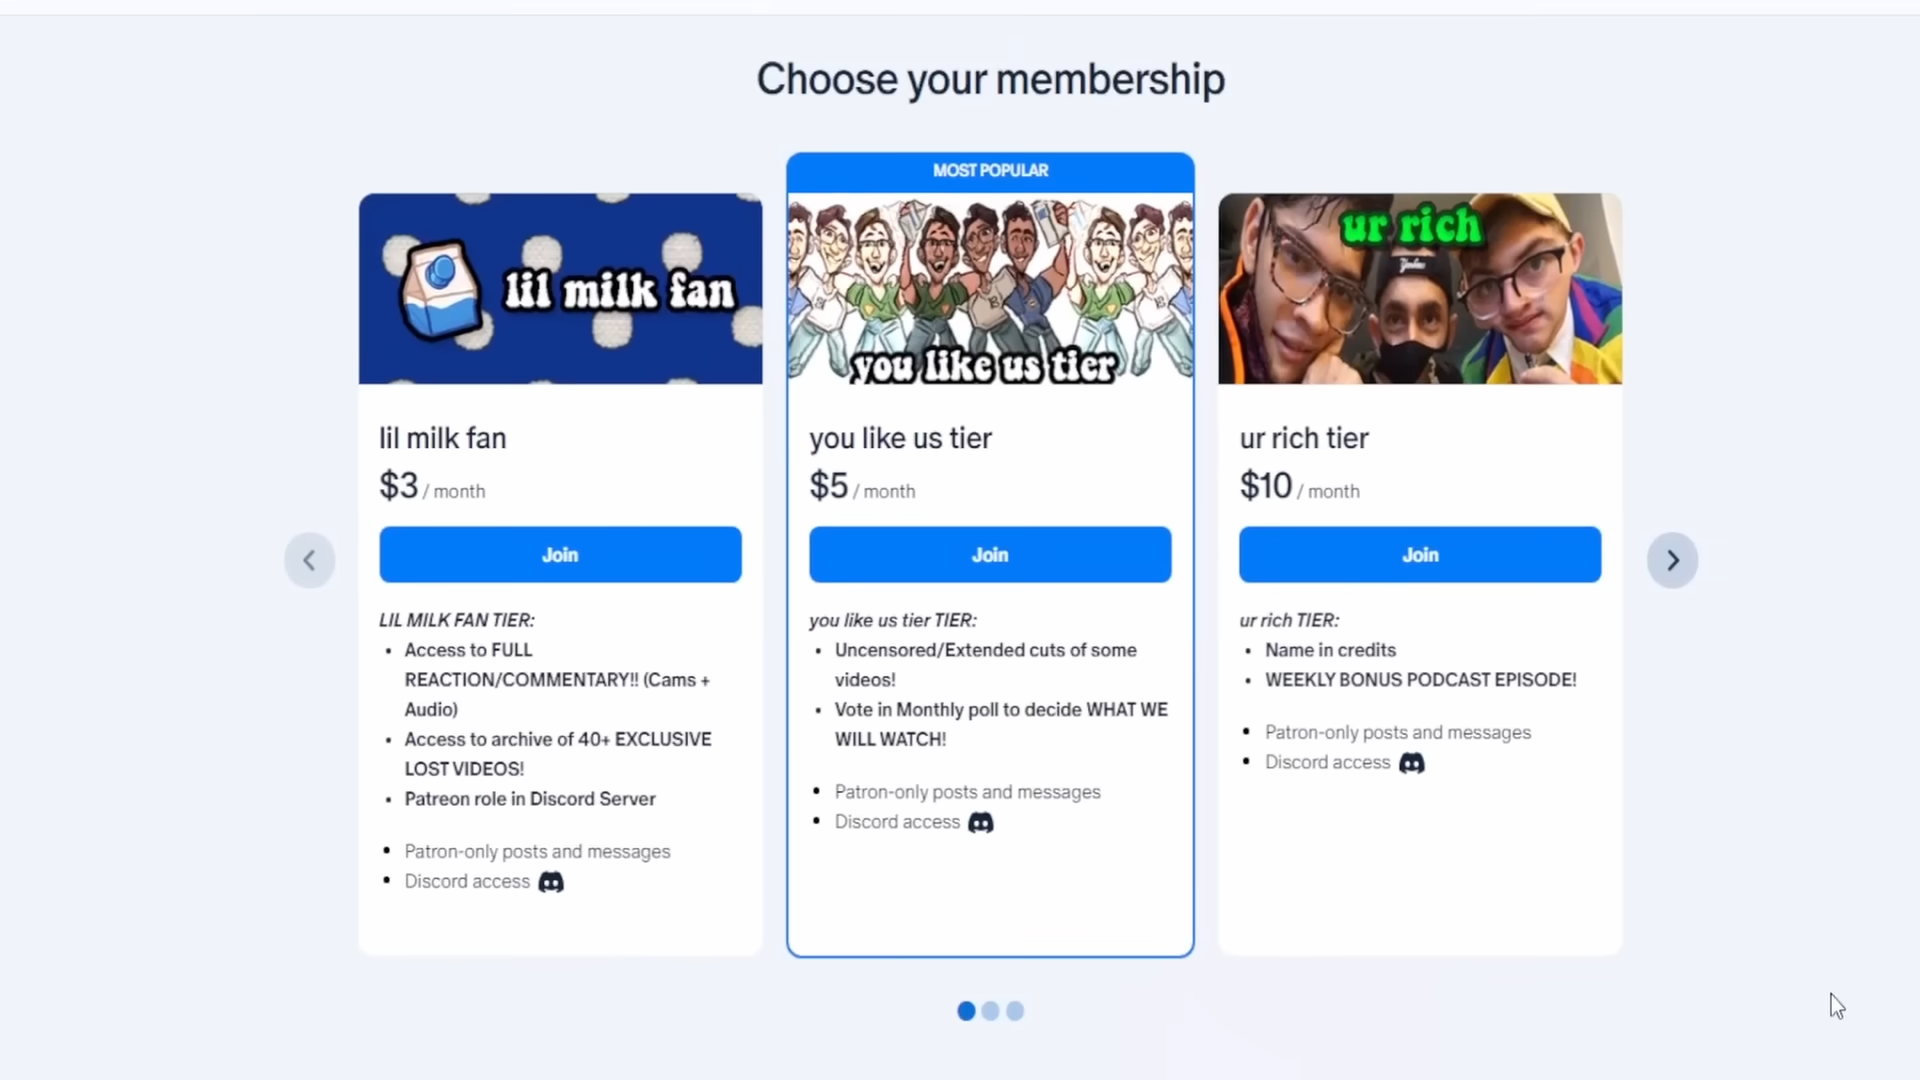 Choose your membership
lil milk fan
lil milk fan
$3 / month
Join
LIL MILK FAN TIER:
• Access to FULL
REACTION/COMMENTARY!! (Cams +
Audio)
• Access to archive of 40+ EXCLUSIVE
LOST VIDEOS!
• Patreon role in Discord Server
• Patron-only posts and messages
• Discord access
MOST POPULAR
you like us tier
you like us tier
$5 / month
Join
you like us tier TIER:
• Uncensored/Extended cuts of some
videos!
• Vote in Monthly poll to decide WHAT WE
WILL WATCH!
• Patron-only posts and messages
• Discord access
ur rich
ur rich tier
$10 / month
Join
ur rich TIER:
• Name in credits
• WEEKLY BONUS PODCAST EPISODE!
• Patron-only posts and messages
• Discord access